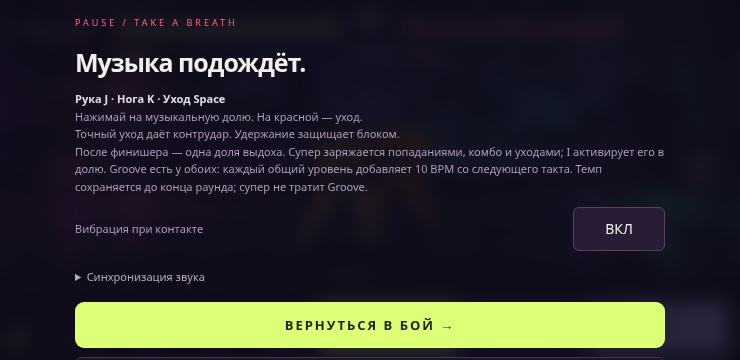 PAUSE / TAKE A BREATH
Музыка подождёт.
Рука J · Нога K · Уход Space
Нажимай на музыкальную долю. На красной — уход.
Точный уход даёт контрудар. Удержание защищает блоком.
После финишера — одна доля выдоха. Супер заряжается попаданиями, комбо и уходами; I активирует его в
долю. Groove есть у обоих: каждый общий уровень добавляет 10 BPM со следующего такта. Темп
сохраняется до конца раунда; супер не тратит Groove.
Вибрация при контакте
ВКЛ
▶ Синхронизация звука
ВЕРНУТЬСЯ В БОЙ →